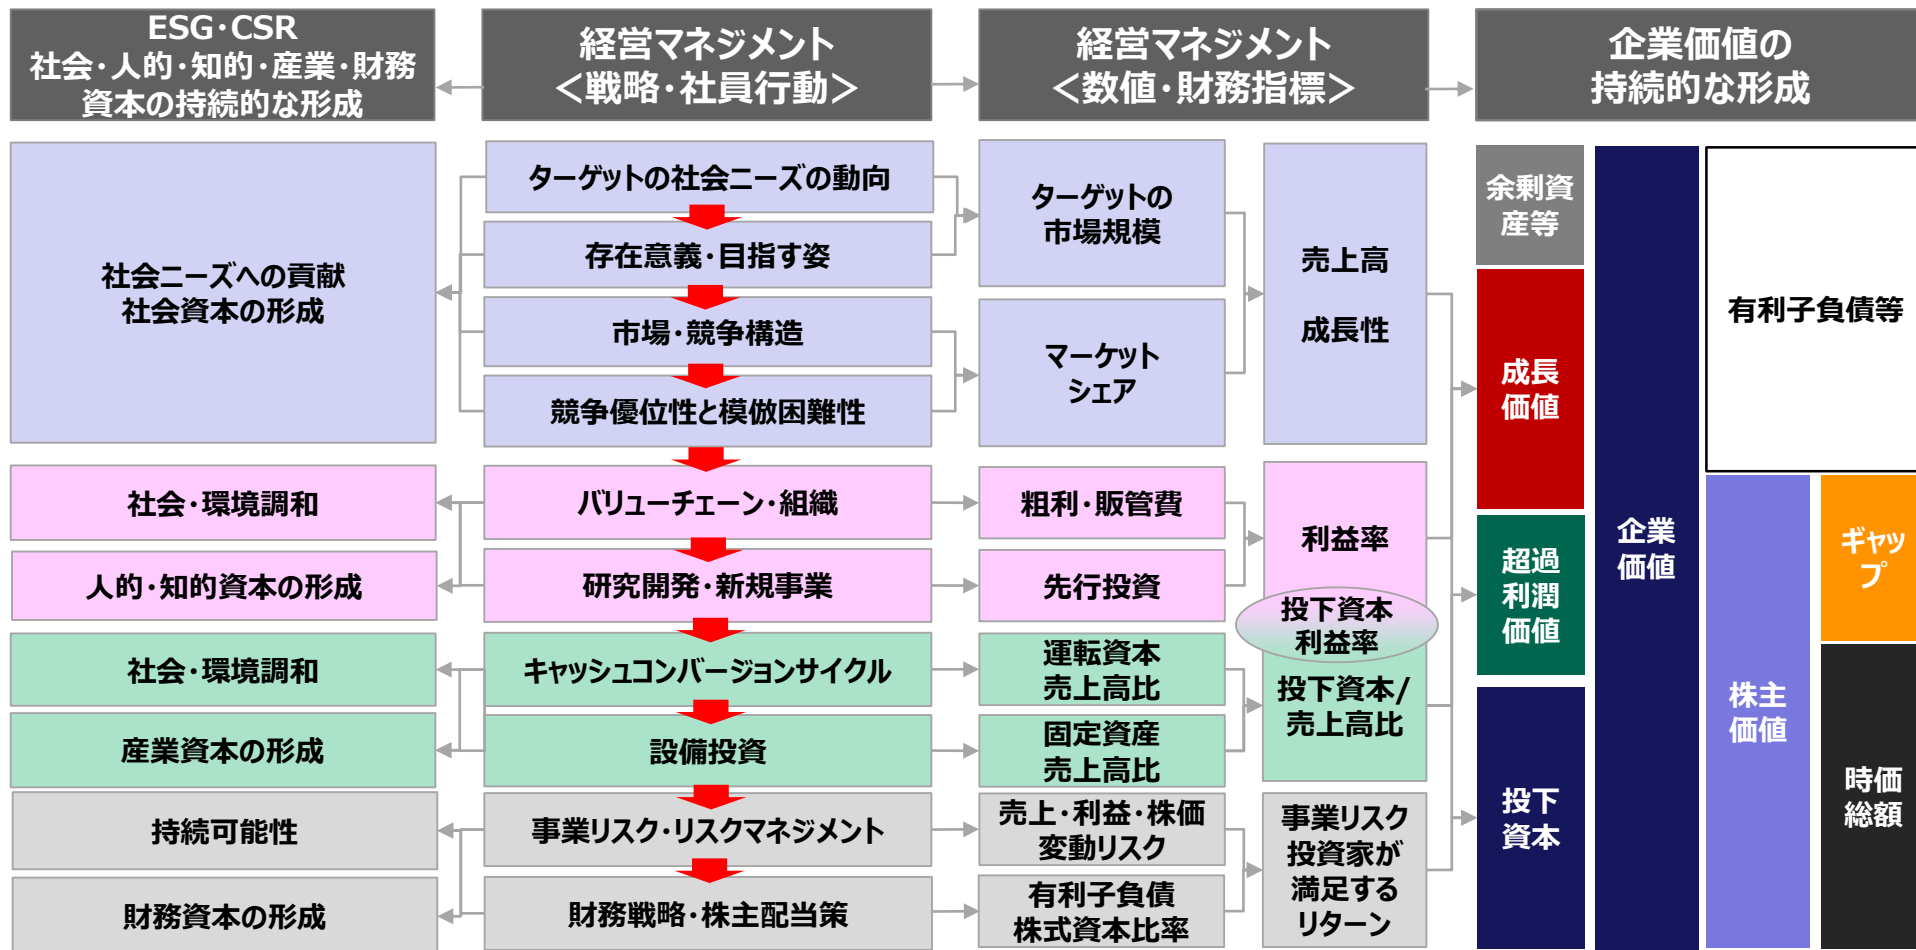 ESG･CSR
社会･人的･知的･産業･財務
資本の持続的な形成
経営マネジメント
＜戦略･社員行動＞
経営マネジメント
＜数値･財務指標＞
企業価値の
持続的な形成
社会ニーズへの貢献
社会資本の形成
ターゲットの社会ニーズの動向
存在意義･目指す姿
市場･競争構造
競争優位性と模倣困難性
ターゲットの
市場規模
マーケット
シェア
売上高
成長性
社会･環境調和
人的･知的資本の形成
バリューチェーン･組織
研究開発･新規事業
粗利･販管費
先行投資
利益率
投下資本
利益率
社会･環境調和
産業資本の形成
キャッシュコンバージョンサイクル
設備投資
運転資本
売上高比
固定資産
売上高比
投下資本/
売上高比
持続可能性
財務資本の形成
事業リスク･リスクマネジメント
財務戦略･株主配当策
売上･利益･株価
変動リスク
有利子負債
株式資本比率
事業リスク
投資家が
満足する
リターン
余剰資
産等
成長
価値
超過
利潤
価値
投下
資本
企業
価値
有利子負債等
株主
価値
ギャッ
プ
時価
総額